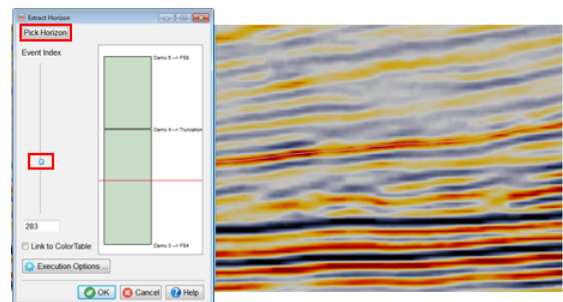 Extract Horizon
Pick Horizon
Event Index
Demo 6 --> FS8
Demo 4 --> Truncation
283
Link to ColorTable
Demo 0 --> FS4
Execution Options ...
OK
Cancel
Help